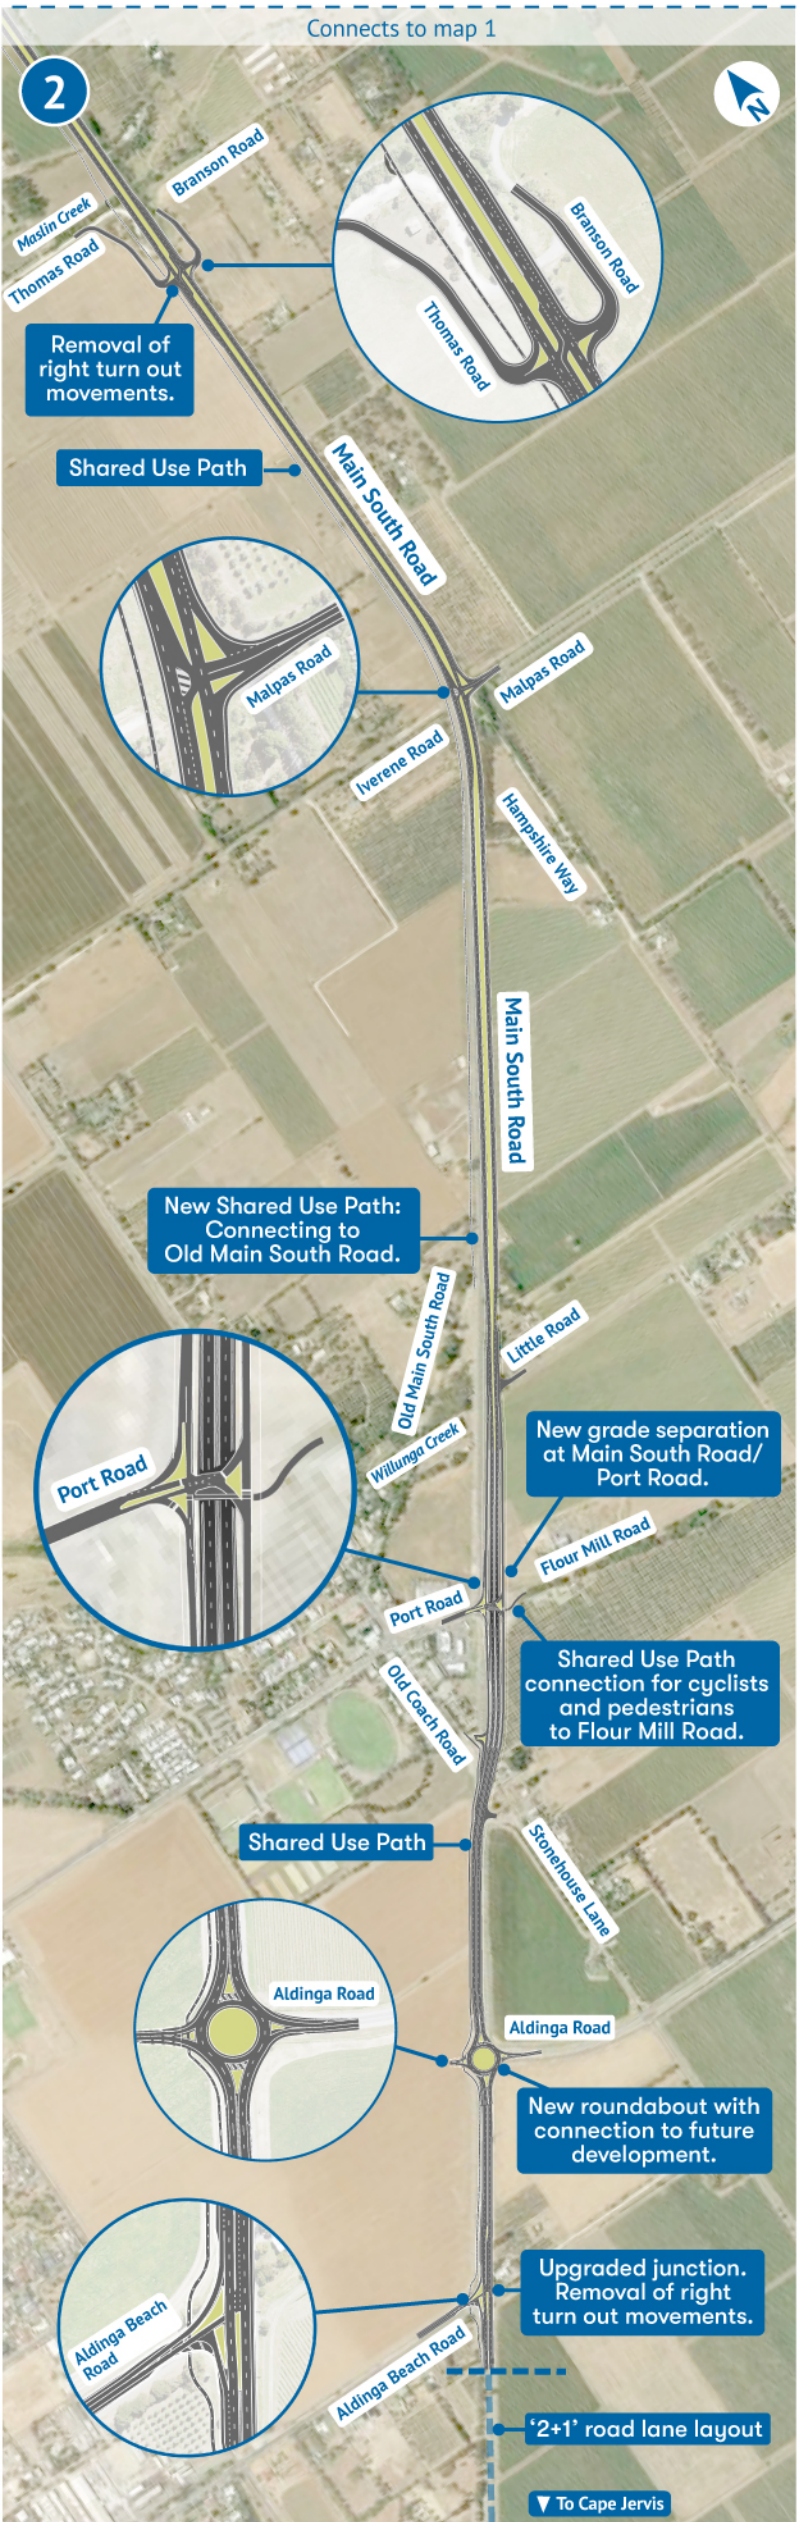 Connects to map 1
2
N
Branson Road
Maslin Creek
Thomas Road
Branson Road
Thomas Road
Removal of
right turn out
movements.
Shared Use Path
Main South Road
Malpas Road
Malpas Road
Iverene Road
Hampshire Way
Main South Road
New Shared Use Path:
Connecting to
Old Main South Road.
Old Main South Road
Little Road
Willunga Creek
New grade separation
at Main South Road/
Port Road.
Port Road
Flour Mill Road
Port Road
Shared Use Path
connection for cyclists
and pedestrians
to Flour Mill Road.
Old Coach Road
Shared Use Path
Stonehouse Lane
Aldinga Road
Aldinga Road
New roundabout with
connection to future
development.
Upgraded junction.
Removal of right
turn out movements.
Aldinga Beach
Road
Aldinga Beach Road
‘2+1’ road lane layout
To Cape Jervis